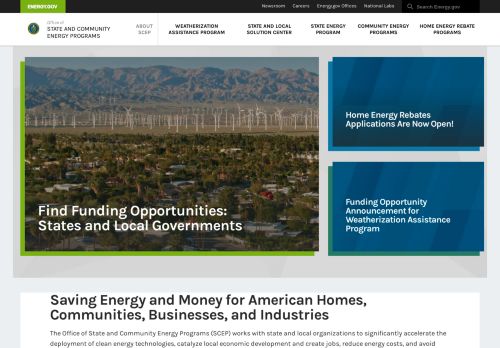 ENERGY.GOV
Newsroom
Careers
Energy.gov Offices
National Labs
Search Energy.gov
Office of
STATE AND COMMUNITY
ENERGY PROGRAMS
ABOUT
SCEP
WEATHERIZATION
ASSISTANCE PROGRAM
STATE AND LOCAL
SOLUTION CENTER
STATE ENERGY
PROGRAM
COMMUNITY ENERGY
PROGRAMS
HOME ENERGY REBATE
PROGRAMS
Find Funding Opportunities:
States and Local Governments
Home Energy Rebates
Applications Are Now Open!
Funding Opportunity
Announcement for
Weatherization Assistance
Program
Saving Energy and Money for American Homes,
Communities, Businesses, and Industries
The Office of State and Community Energy Programs (SCEP) works with state and local organizations to significantly accelerate the
deployment of clean energy technologies, catalyze local economic development and create jobs, reduce energy costs, and avoid